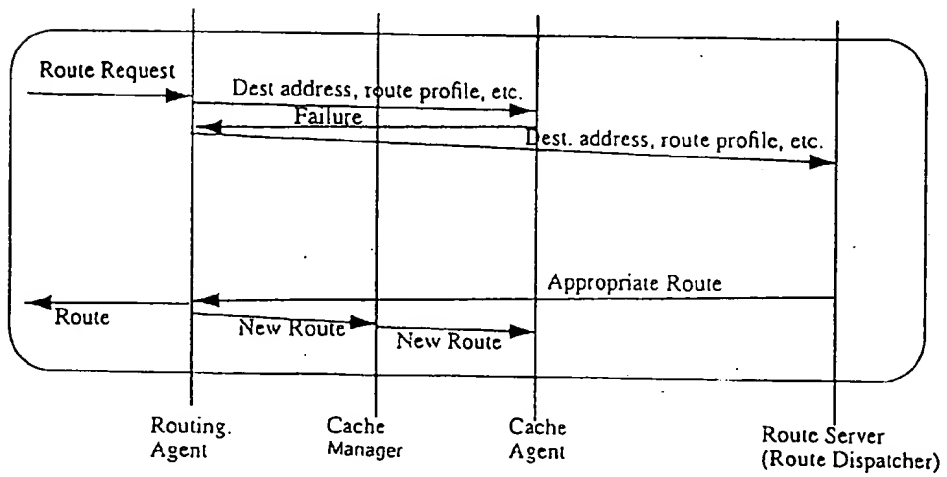 Route Request
Dest address, route profile, etc.
Failure
Dest. address, route profile, etc.
Appropriate Route
Route
New Route
New Route
Routing.
Agent
Cache
Manager
Cache
Agent
Route Server
(Route Dispatcher)